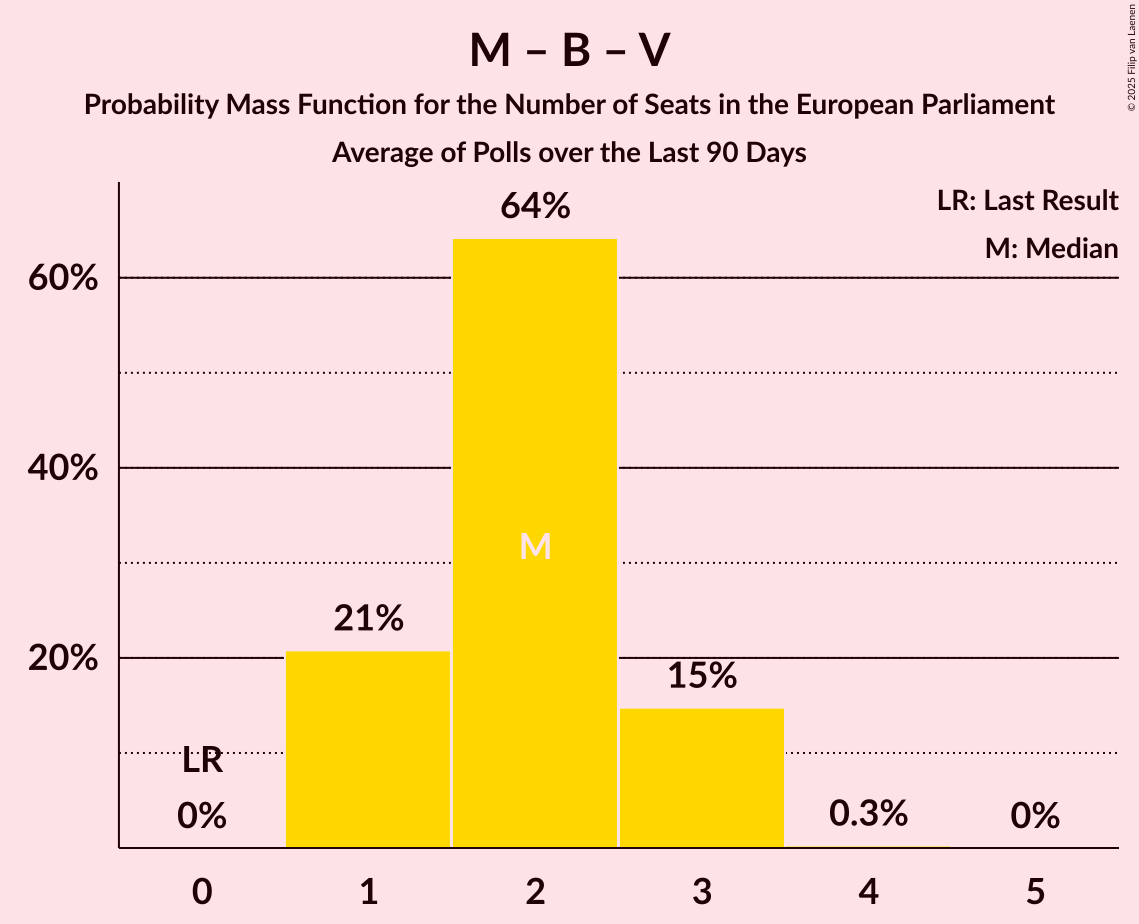 M – B – V
Probability Mass Function for the Number of Seats in the European Parliament
Average of Polls over the Last 90 Days
© 2025 Filip van Laenen
LR: Last Result
M: Median
64%
60%
40%
M
21%
20%
15%
LR
0%
0.3%
0%
0 1 2 3 4 5